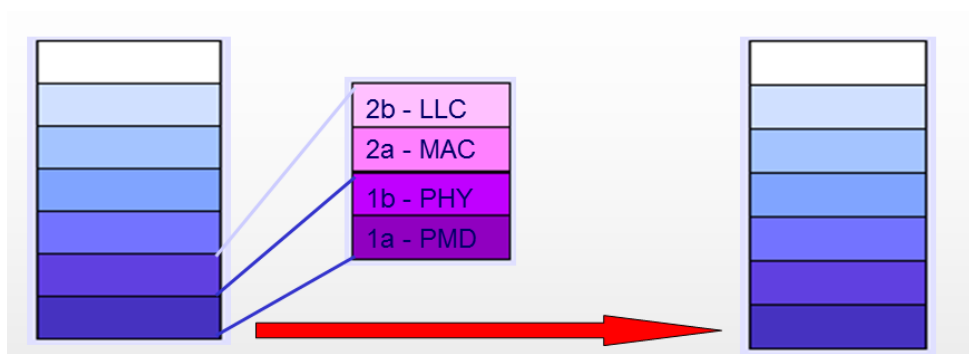 2b - LLC
2a - MAC
1b - PHY
1a - PMD